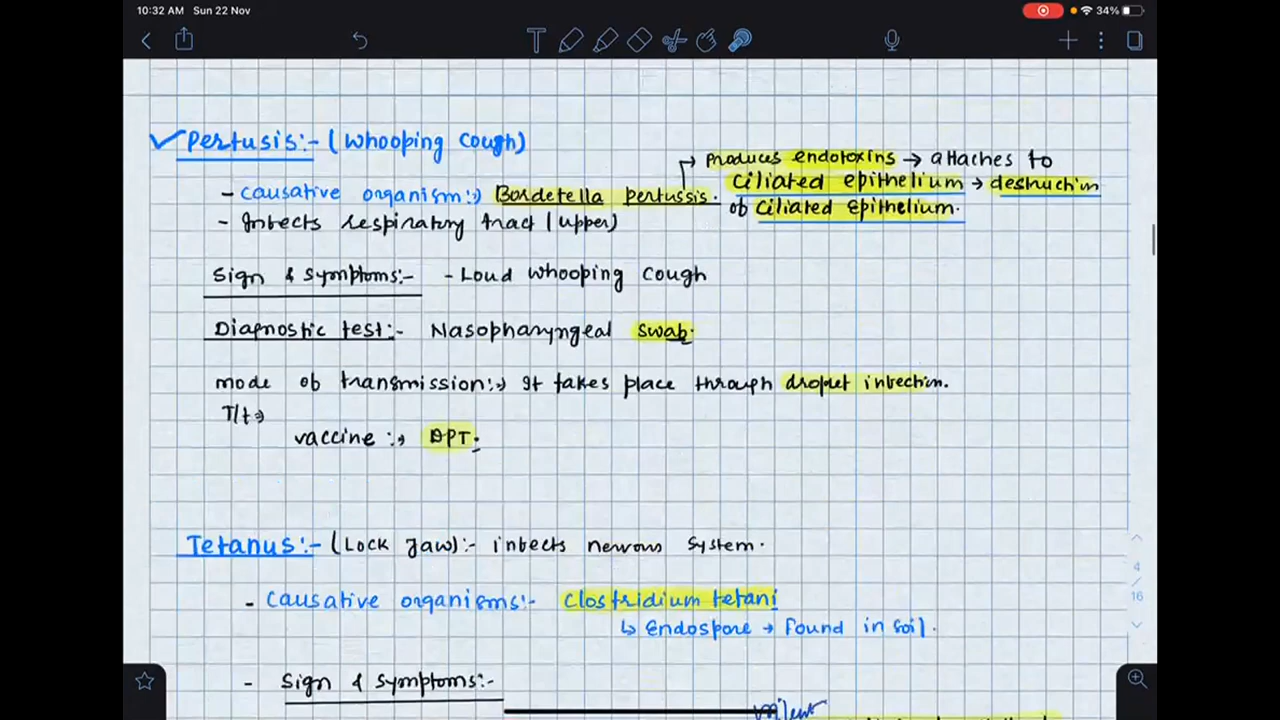 10:32 AM Sun 22 Nov
34%
Pertusis:- (Whooping Cough)
→ Produces endotoxins → attaches to
ciliated epithelium → destruction
of ciliated Epithelium.
- causative organism:→ Bordetella pertussis.
- Infects respiratory tract (upper)
Sign & symptoms:- - Loud whooping cough
Diagnostic test:- Nasopharyngeal swab.
mode of transmission:→ It takes place through droplet infection.
T/t→
vaccine :→ DPT.
Tetanus:- (Lock Jaw):- infects nervous system.
- causative organisms:- clostridium tetani
↳ Endospore → found in soil.
4
/
16
- Sign & symptoms:-